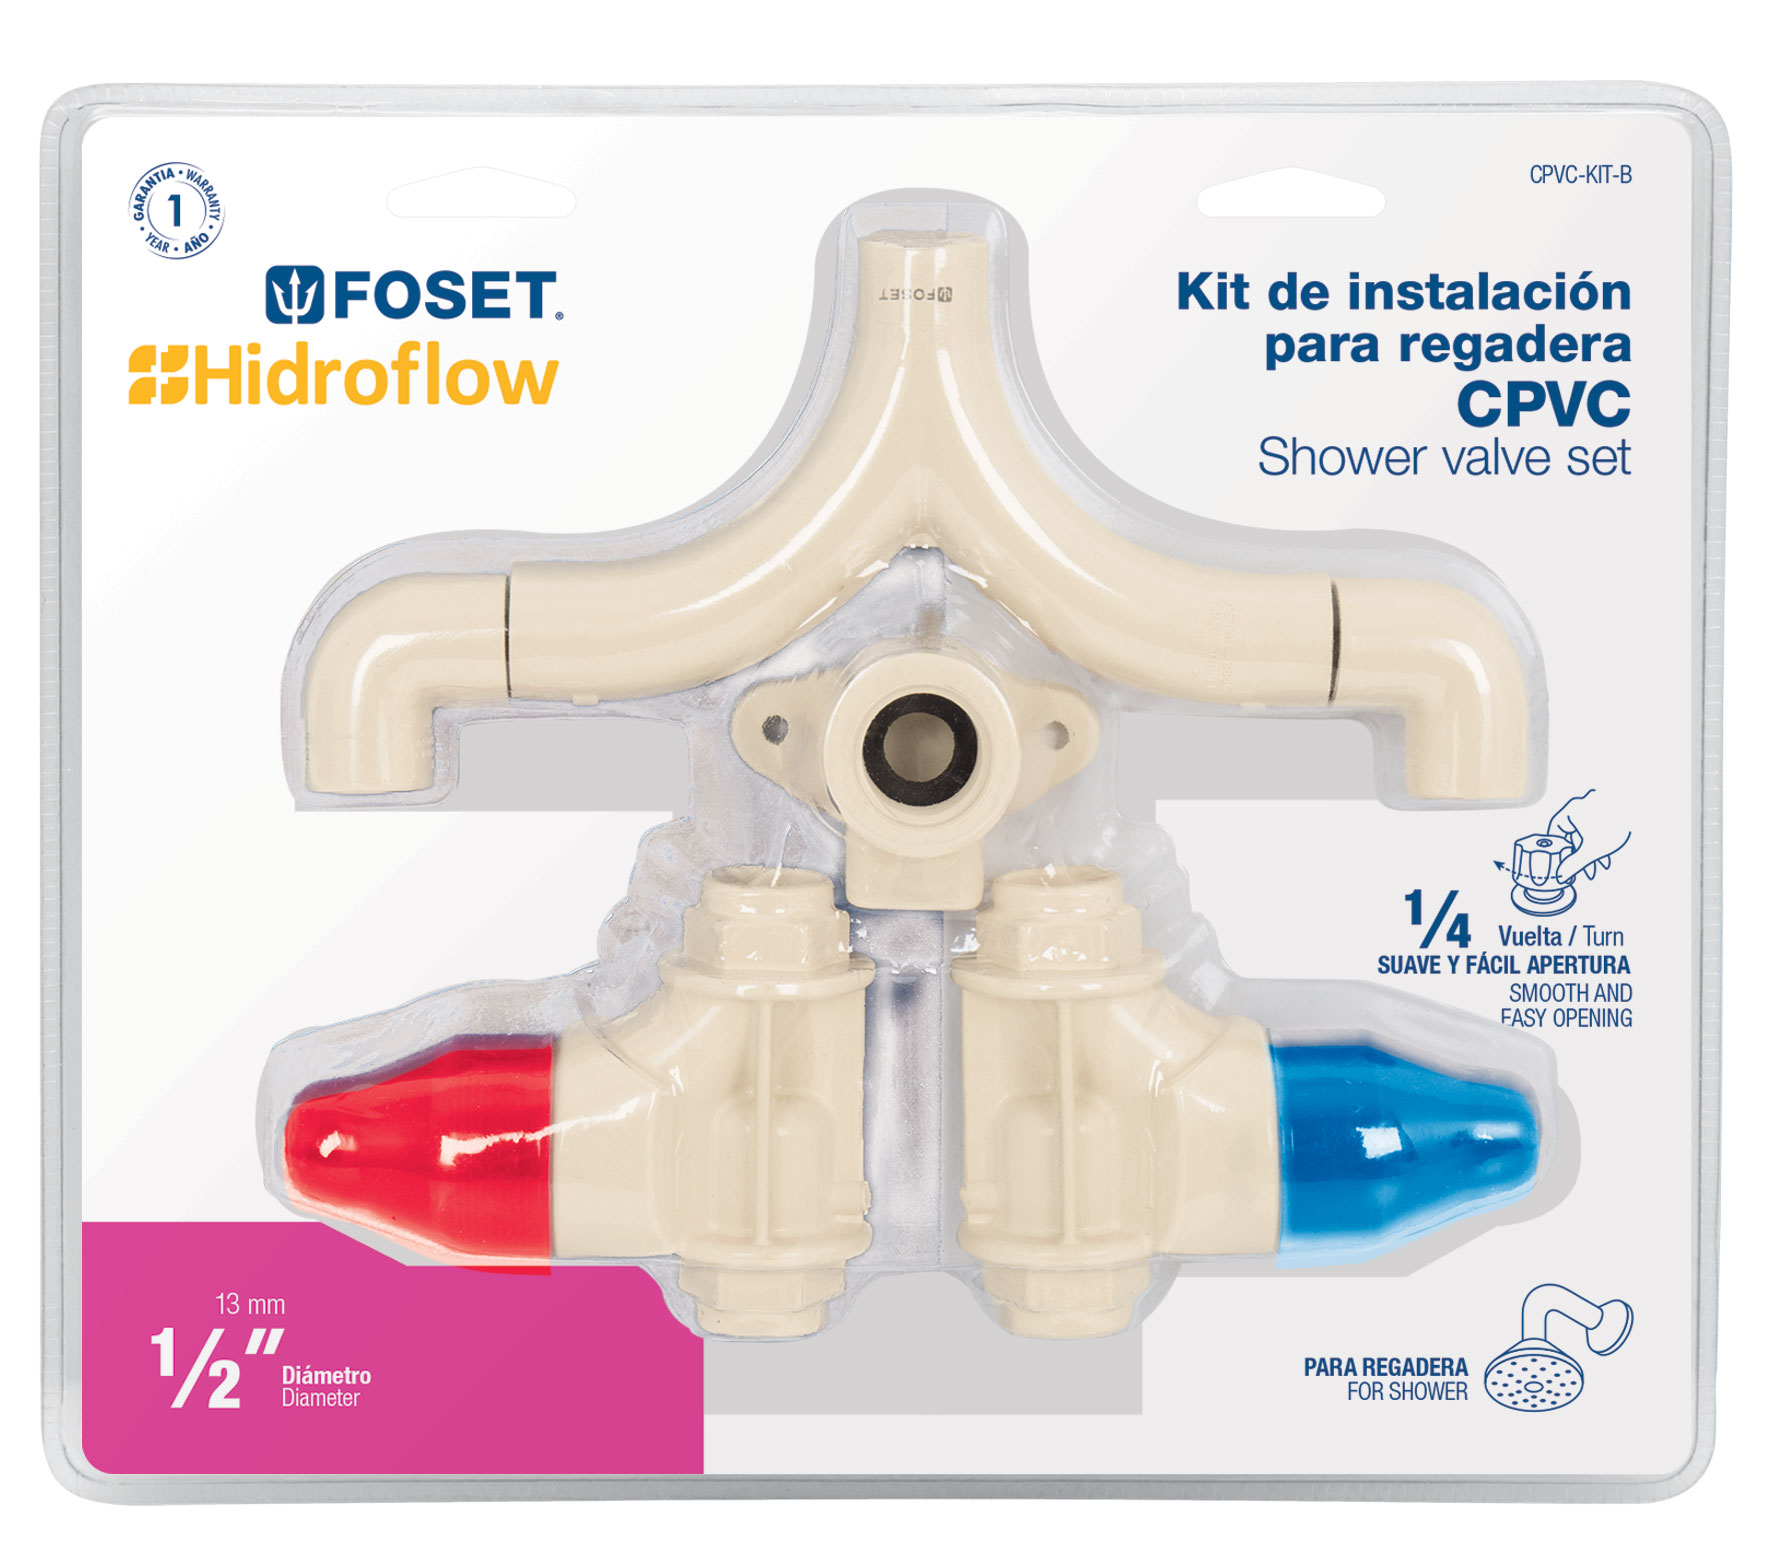 GARANTIA • WARRANTY
1
YEAR • AÑO
FOSET®
Hidroflow
CPVC-KIT-B
Kit de instalación
para regadera
CPVC
Shower valve set
FOSET
1/4 Vuelta / Turn
SUAVE Y FÁCIL APERTURA
SMOOTH AND
EASY OPENING
13 mm
1/2" Diámetro
Diameter
PARA REGADERA
FOR SHOWER